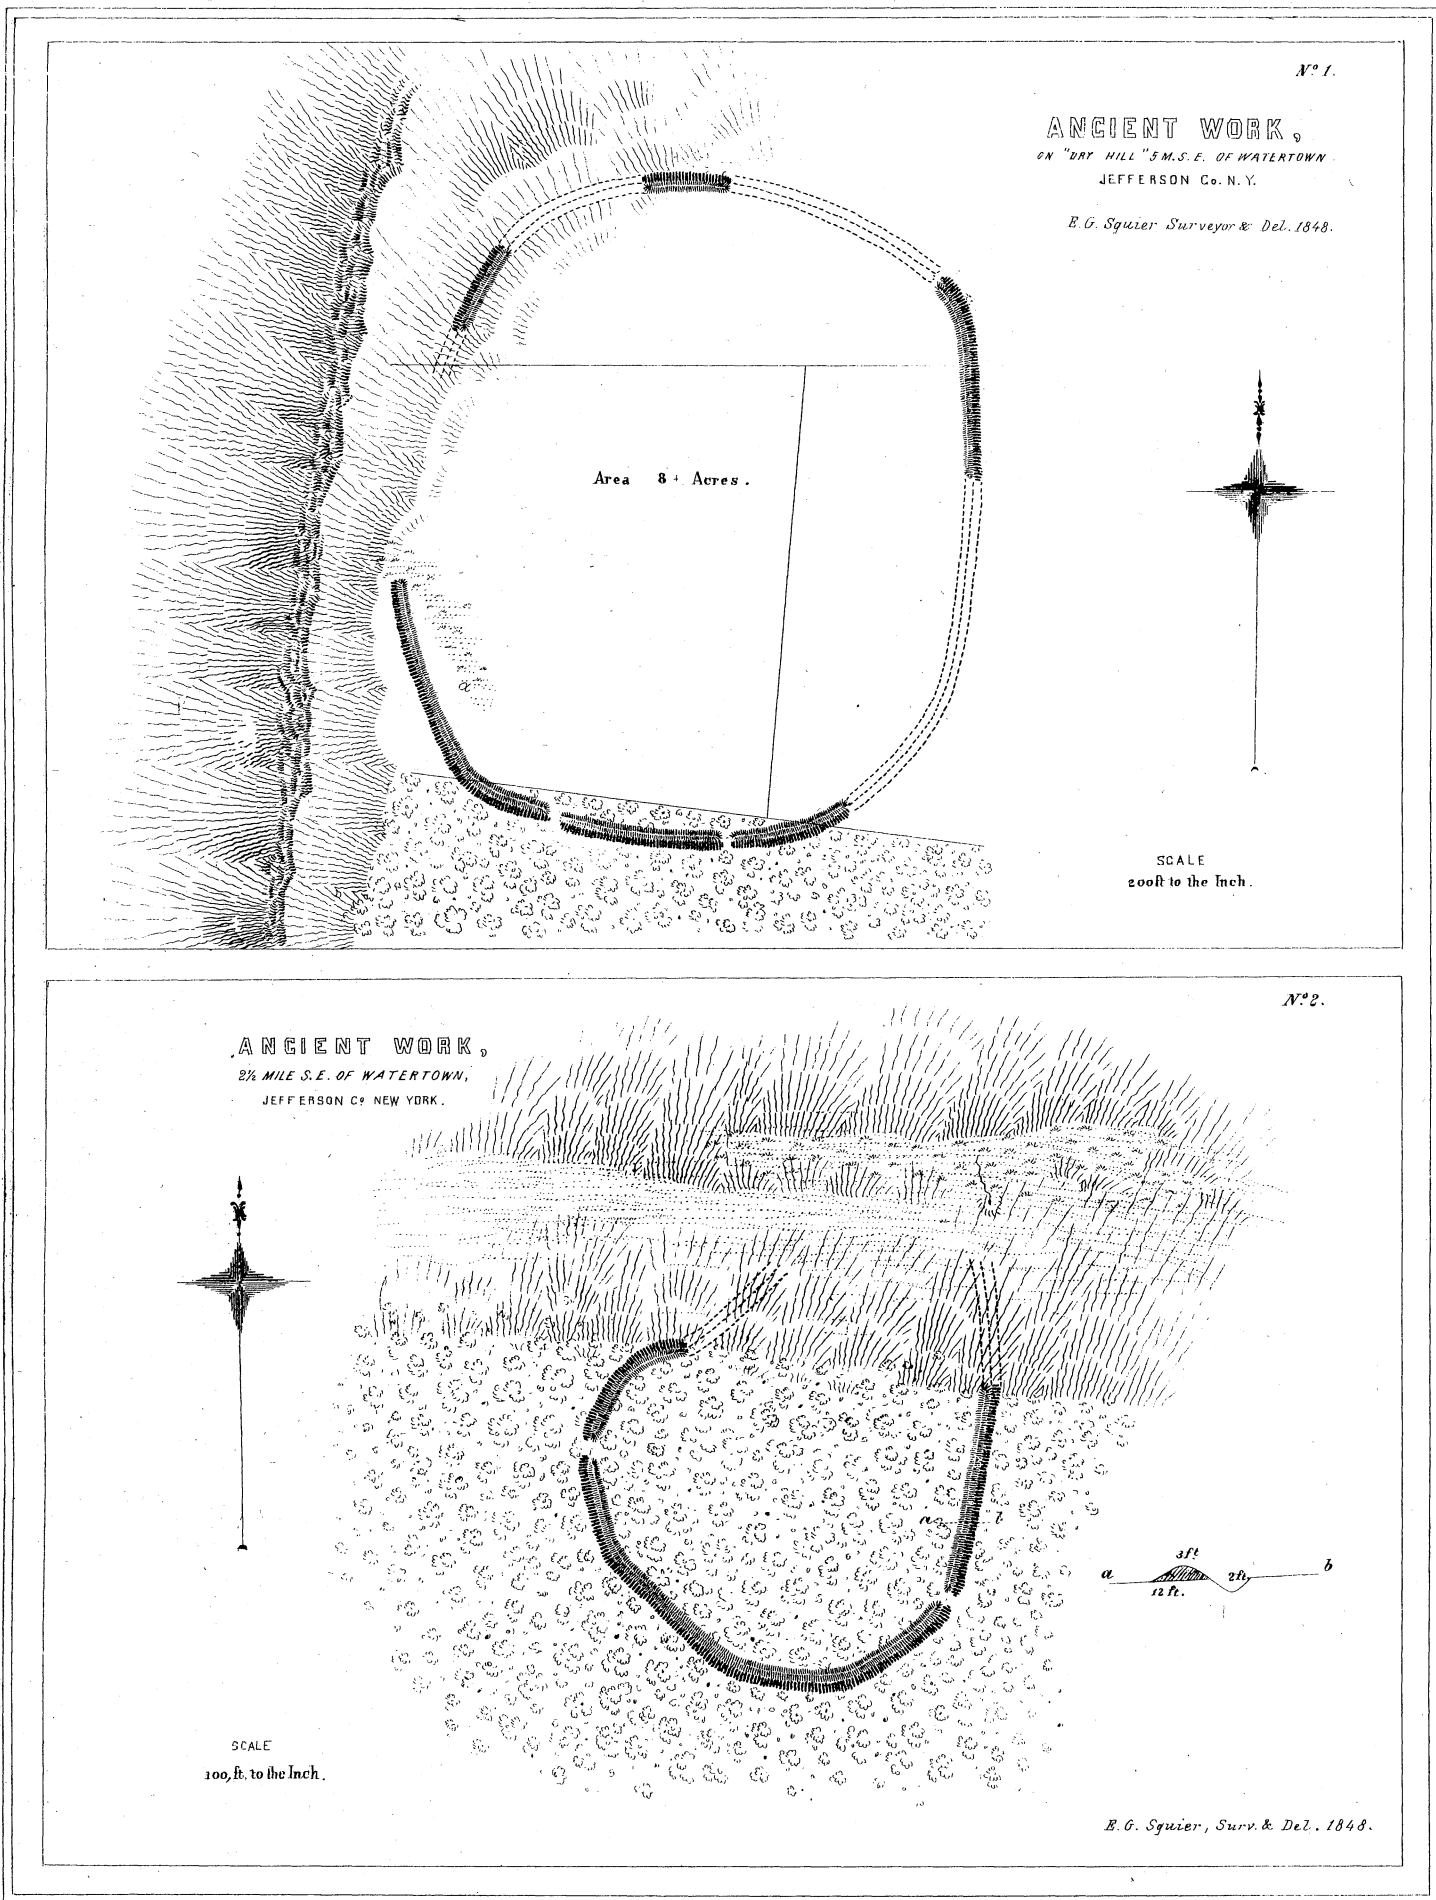 Nº 1.
ANCIENT WORK,
ON "DRY HILL" 5 M. S. E. OF WATERTOWN
JEFFERSON Co. N. Y.
E. G. Squier Surveyor & Del. 1848.
N
Area 8 + Acres.
a
SCALE
200ft to the Inch.
Nº 2.
ANCIENT WORK,
2½ MILE S. E. OF WATERTOWN,
JEFFERSON Cº NEW YORK.
N
a b
3ft
a 2ft b
12 ft.
SCALE
100, ft. to the Inch.
E. G. Squier, Surv. & Del. 1848.